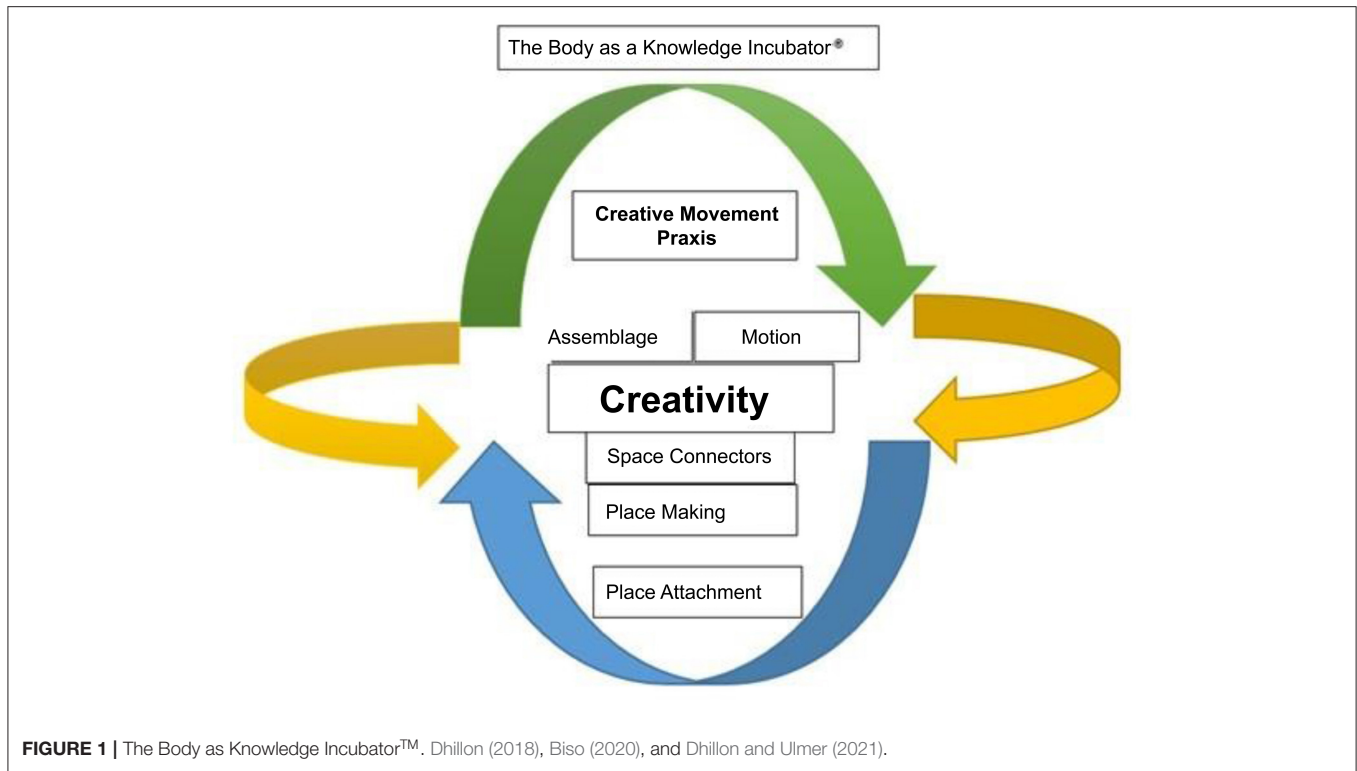 The Body as a Knowledge Incubator®
Creative Movement
Praxis
Assemblage
Motion
Creativity
Space Connectors
Place Making
Place Attachment
FIGURE 1 | The Body as Knowledge Incubator™. Dhillon (2018), Biso (2020), and Dhillon and Ulmer (2021).